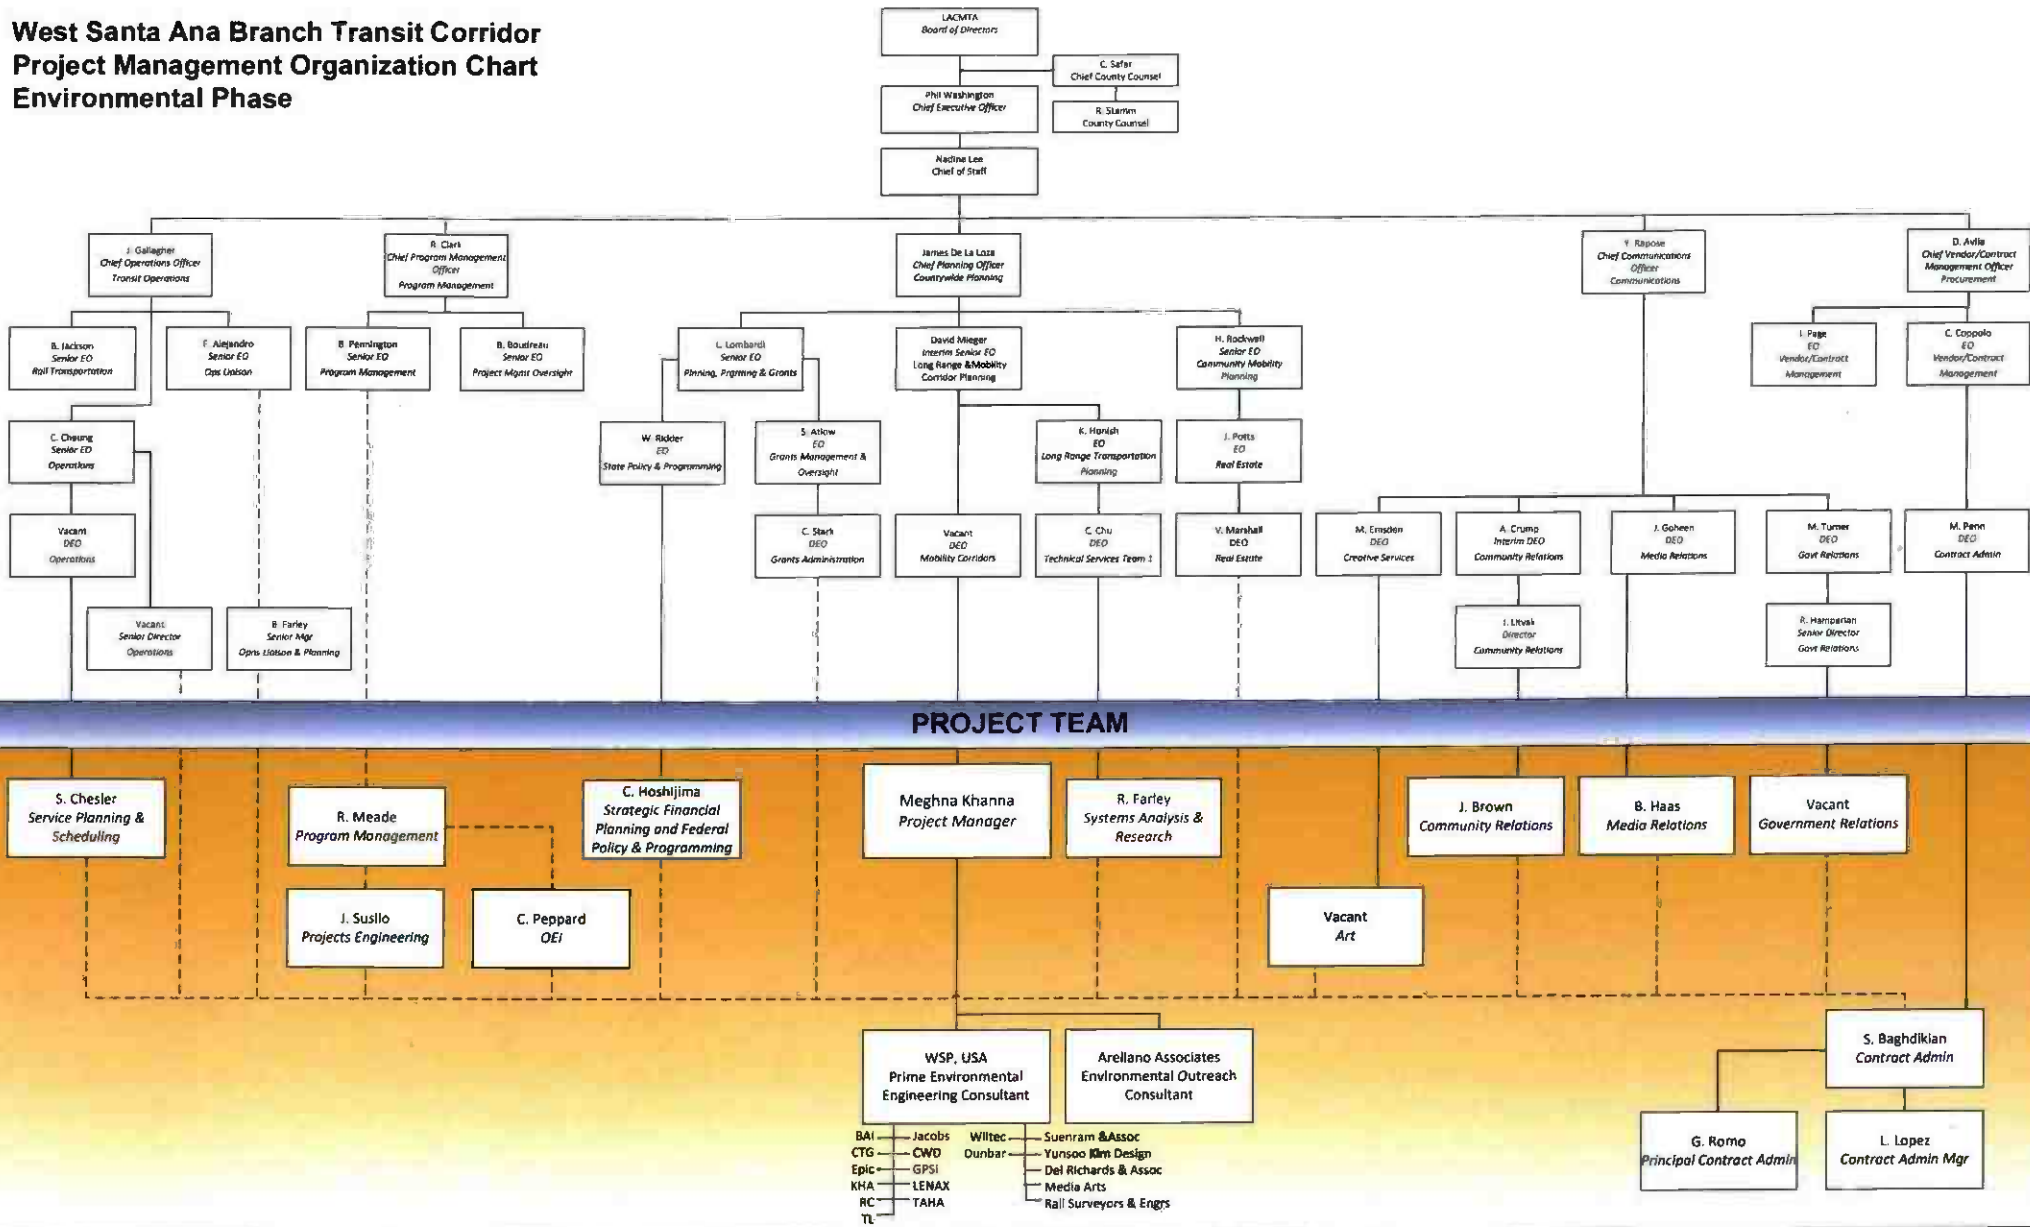 West Santa Ana Branch Transit Corridor
Project Management Organization Chart
Environmental Phase
LACMTA
Board of Directors
C. Safer
Chief County Counsel
Phil Washington
Chief Executive Officer
R. Stamm
County Counsel
Nadine Lee
Chief of Staff
J. Gallagher
Chief Operations Officer
Transit Operations
R. Clark
Chief Program Management
Officer
Program Management
James De La Loza
Chief Planning Officer
Countywide Planning
Y. Rapose
Chief Communications
Officer
Communications
D. Avila
Chief Vendor/Contract
Management Officer
Procurement
B. Jackson
Senior EO
Rail Transportation
F. Alejandro
Senior EO
Ops Liaison
B. Pennington
Senior EO
Program Management
B. Boudreau
Senior EO
Project Mgmt Oversight
L. Lombardi
Senior EO
Plnning, Prgrming & Grants
David Mieger
Interim Senior EO
Long Range &Mobility
Corridor Planning
H. Rockwell
Senior EO
Community Mobility
Planning
I. Page
EO
Vendor/Contract
Management
C. Coppolo
EO
Vendor/Contract
Management
C. Cheung
Senior EO
Operations
W. Ridder
EO
State Policy & Programming
S. Atlow
EO
Grants Management &
Oversight
K. Hanish
EO
Long Range Transportation
Planning
J. Potts
EO
Real Estate
Vacant
DEO
Operations
C. Stark
DEO
Grants Administration
Vacant
DEO
Mobility Corridors
C. Chu
DEO
Technical Services Team 1
V. Marshall
DEO
Real Estate
M. Emsden
DEO
Creative Services
A. Crump
Interim DEO
Community Relations
J. Goheen
DEO
Media Relations
M. Turner
DEO
Govt Relations
M. Penn
DEO
Contract Admin
Vacant
Senior Director
Operations
B. Farley
Senior Mgr
Opns Liaison & Planning
J. Litvak
Director
Community Relations
R. Hamparian
Senior Director
Govt Relations
PROJECT TEAM
S. Chesler
Service Planning &
Scheduling
R. Meade
Program Management
C. Hoshijima
Strategic Financial
Planning and Federal
Policy & Programming
Meghna Khanna
Project Manager
R. Farley
Systems Analysis &
Research
J. Brown
Community Relations
B. Haas
Media Relations
Vacant
Government Relations
J. Susilo
Projects Engineering
C. Peppard
OEI
Vacant
Art
WSP, USA
Prime Environmental
Engineering Consultant
Arellano Associates
Environmental Outreach
Consultant
S. Baghdikian
Contract Admin
G. Romo
Principal Contract Admin
L. Lopez
Contract Admin Mgr
BAI Jacobs Wiltec Suenram &Assoc
CTG CWD Dunbar Yunsoo Kim Design
Epic GPSI Del Richards & Assoc
KHA LENAX Media Arts
RC TAHA Rail Surveyors & Engrs
TL